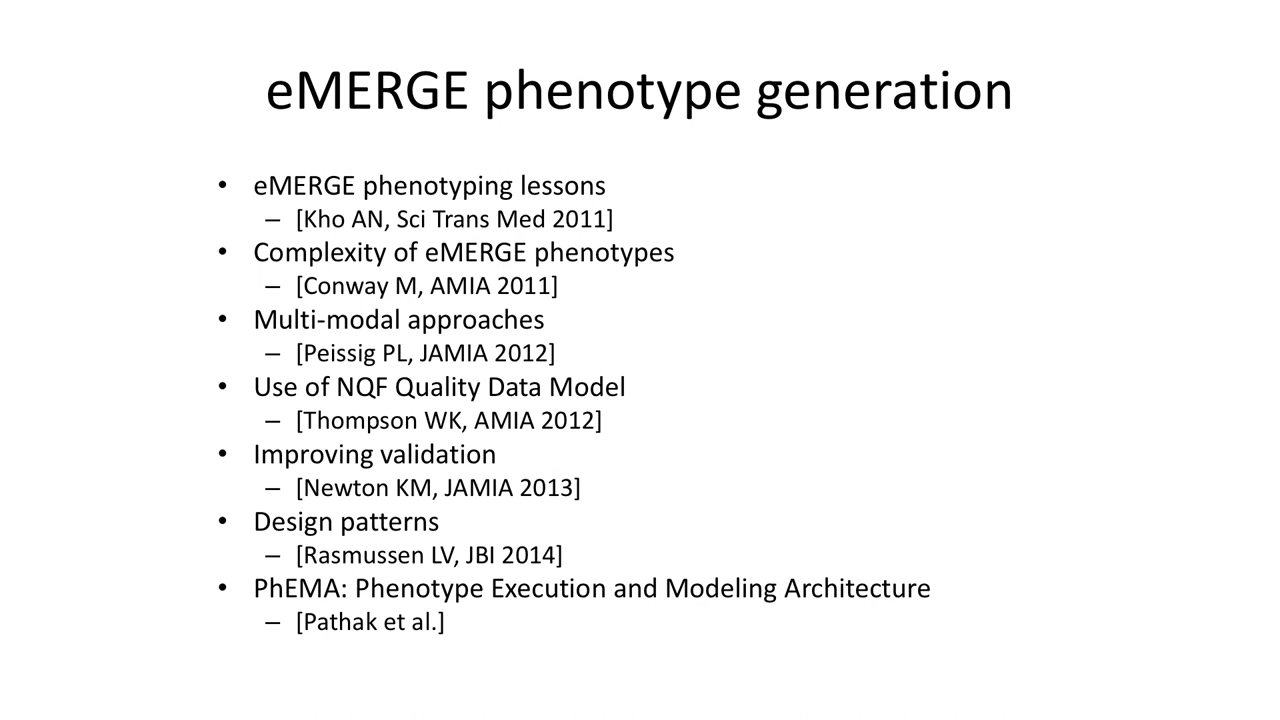 eMERGE phenotype generation
• eMERGE phenotyping lessons
– [Kho AN, Sci Trans Med 2011]
• Complexity of eMERGE phenotypes
– [Conway M, AMIA 2011]
• Multi-modal approaches
– [Peissig PL, JAMIA 2012]
• Use of NQF Quality Data Model
– [Thompson WK, AMIA 2012]
• Improving validation
– [Newton KM, JAMIA 2013]
• Design patterns
– [Rasmussen LV, JBI 2014]
• PhEMA: Phenotype Execution and Modeling Architecture
– [Pathak et al.]